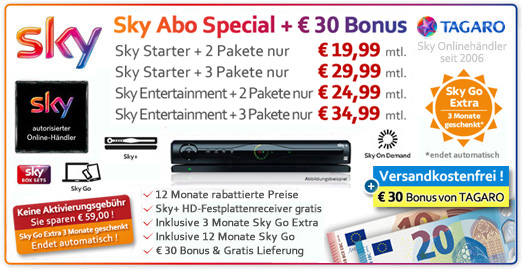 sky
Sky Abo Special + € 30 Bonus
TAGARO
Sky Onlinehändler
seit 2006
Sky Starter + 2 Pakete nur € 19,99 mtl.
Sky Starter + 3 Pakete nur € 29,99 mtl.
Sky Entertainment + 2 Pakete nur € 24,99 mtl.
Sky Entertainment + 3 Pakete nur € 34,99 mtl.
sky
autorisierter
Online-Händler
Sky Go
Extra
3 Monate
geschenkt*
*endet automatisch
Sky+
sky
BOX SETS
Sky Go
Abbildungsbeispiel
Sky On Demand
Keine Aktivierungsgebühr
Sie sparen € 59,00 !
Sky Go Extra 3 Monate geschenkt
Endet automatisch !
✓ 12 Monate rabattierte Preise
✓ Sky+ HD-Festplattenreceiver gratis
✓ Inklusive 3 Monate Sky Go Extra
✓ Inklusive 12 Monate Sky Go
✓ € 30 Bonus & Gratis Lieferung
Versandkostenfrei !
+ € 30 Bonus von TAGARO
10
20